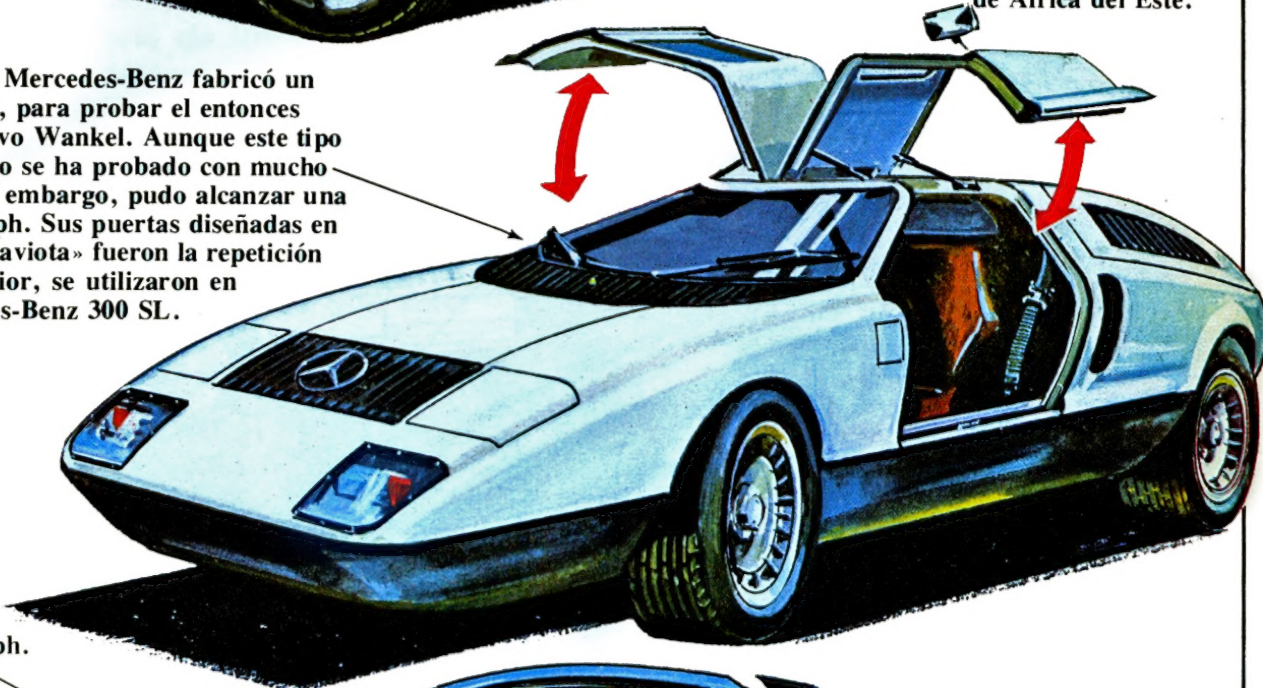 de Africa del Este.
Mercedes-Benz fabricó un
, para probar el entonces
vo Wankel. Aunque este tipo
o se ha probado con mucho
embargo, pudo alcanzar una
ph. Sus puertas diseñadas en
aviota» fueron la repetición
ior, se utilizaron en
s-Benz 300 SL.
ph.